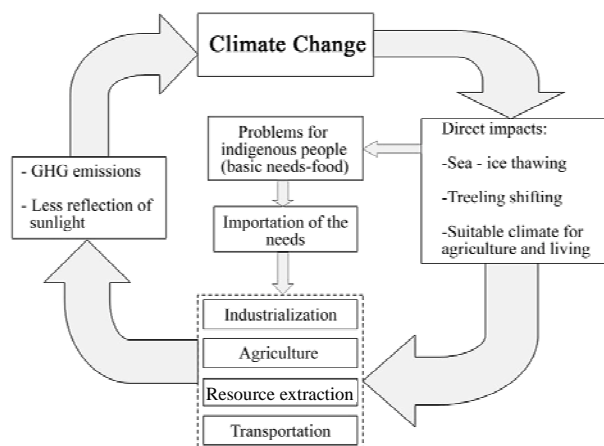 Climate Change
Problems for
indigenous people
(basic needs-food)
Direct impacts:
-Sea - ice thawing
-Treeling shifting
-Suitable climate for
agriculture and living
- GHG emissions
- Less reflection of
sunlight
Importation of the
needs
Industrialization
Agriculture
Resource extraction
Transportation